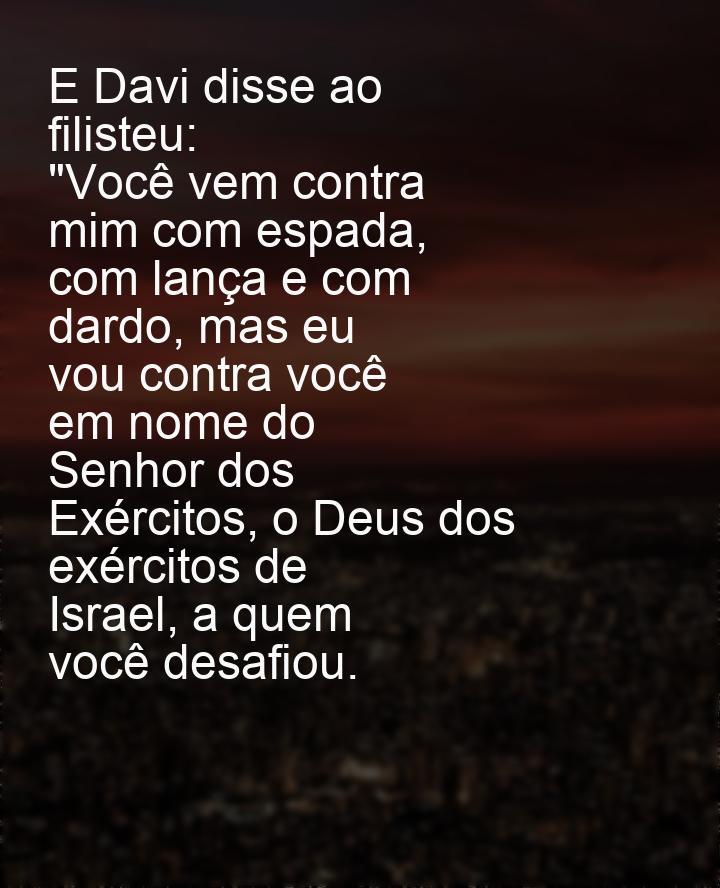 E Davi disse ao
filisteu:
"Você vem contra
mim com espada,
com lança e com
dardo, mas eu
vou contra você
em nome do
Senhor dos
Exércitos, o Deus dos
exércitos de
Israel, a quem
você desafiou.